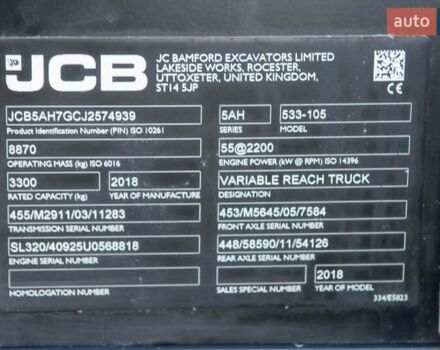 auto
JCB
JC BAMFORD EXCAVATORS LIMITED
LAKESIDE WORKS, ROCESTER,
UTTOXETER, UNITED KINGDOM,
ST14 5JP
CE
JCB5AH7GCJ2574939
Product Identification Number (PIN) ISO 10261
5AH
SERIES
533-105
MODEL
8870
OPERATING MASS (kg) ISO 6016
55@2200
ENGINE POWER (kW @ RPM) ISO 14396
3300
RATED CAPACITY (kg)
2018
YEAR OF MANUFACTURE
VARIABLE REACH TRUCK
DESIGNATION
455/M2911/03/11283
TRANSMISSION SERIAL NUMBER
453/M5645/05/7584
FRONT AXLE SERIAL NUMBER
SL320/40925U0568818
ENGINE SERIAL NUMBER
448/58590/11/54126
REAR AXLE SERIAL NUMBER
HOMOLOGATION NUMBER
SALES SPECIAL NUMBER
2018
YEAR OF MODEL
334/E5823